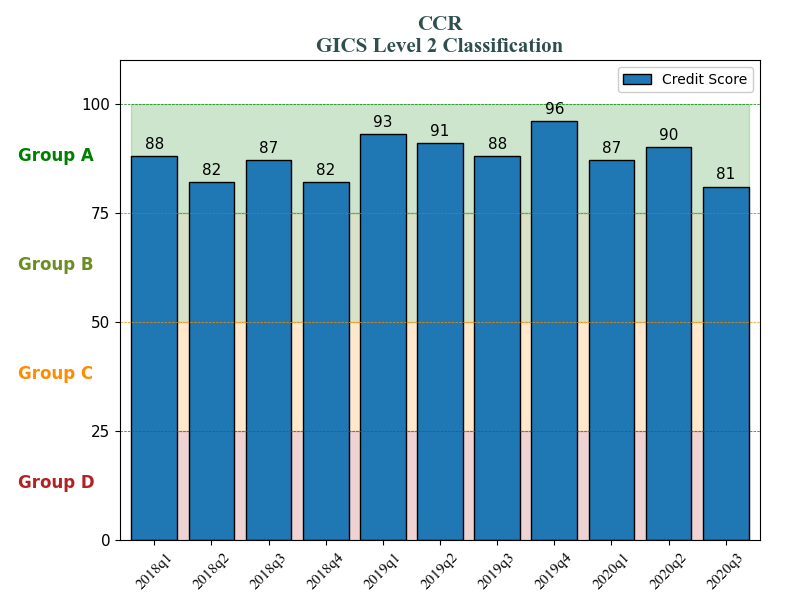 CCR
GICS Level 2 Classification
Credit Score
100
75
50
25
0
Group A
Group B
Group C
Group D
88
82
87
82
93
91
88
96
87
90
81
2018q1
2018q2
2018q3
2018q4
2019q1
2019q2
2019q3
2019q4
2020q1
2020q2
2020q3